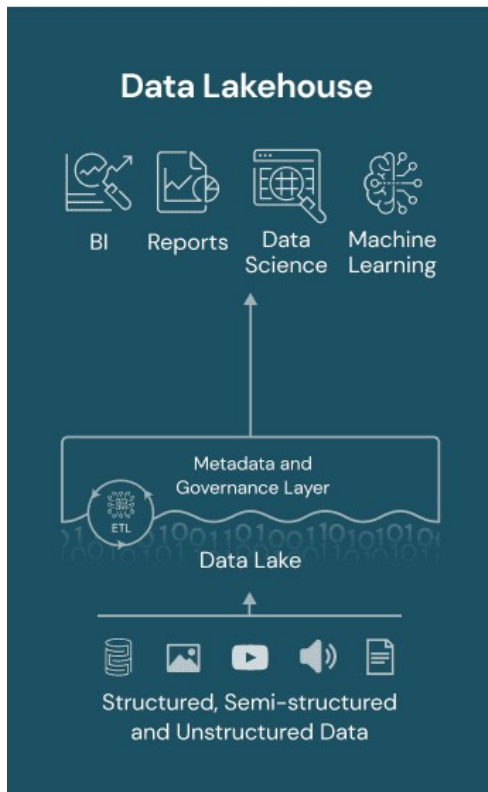 Data Lakehouse
BI
Reports
Data
Science
Machine
Learning
Metadata and
Governance Layer
ETL
Data Lake
Structured, Semi-structured
and Unstructured Data